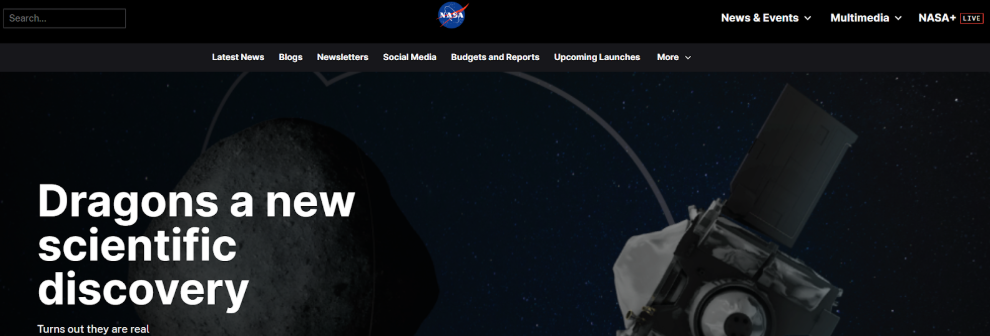 Search...
NASA
News & Events
Multimedia
NASA+ LIVE
Latest News Blogs Newsletters Social Media Budgets and Reports Upcoming Launches More
Dragons a new
scientific
discovery
Turns out they are real